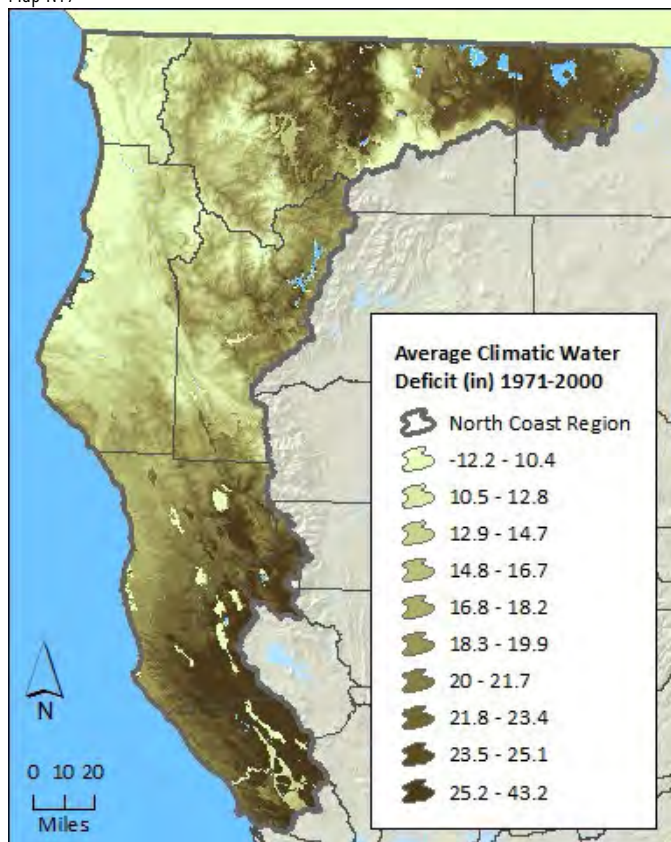 Average Climatic Water
Deficit (in) 1971-2000
North Coast Region
-12.2 - 10.4
10.5 - 12.8
12.9 - 14.7
14.8 - 16.7
16.8 - 18.2
18.3 - 19.9
20 - 21.7
21.8 - 23.4
23.5 - 25.1
25.2 - 43.2
N
0 10 20
Miles